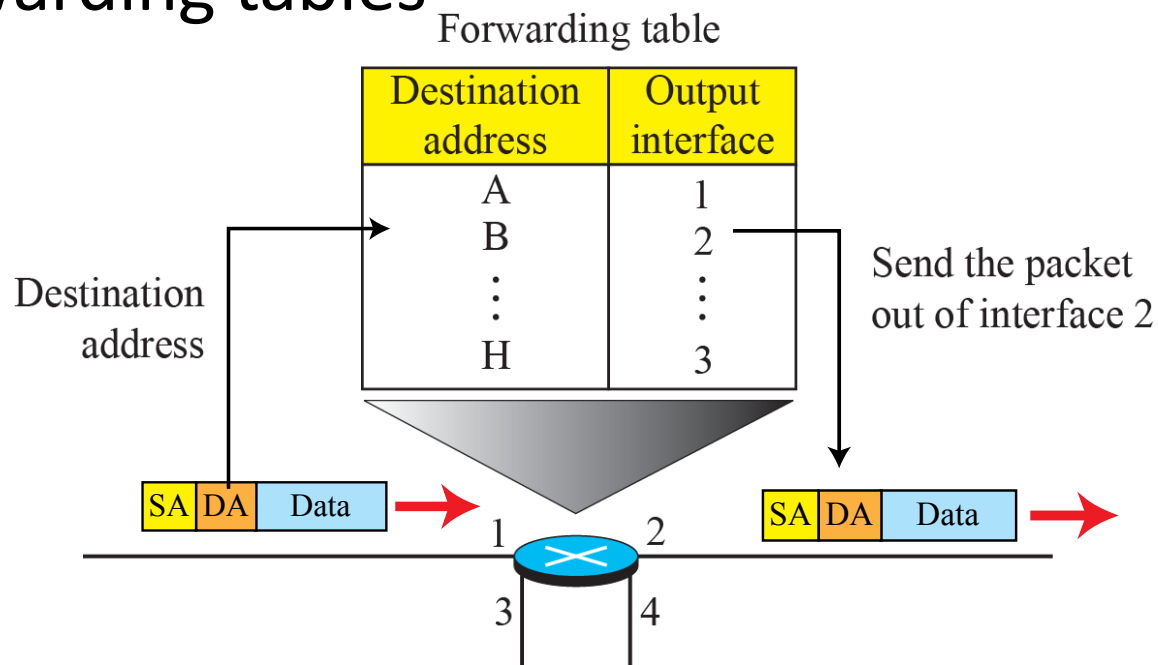 tables
Forwarding table
Destination
address
Output
interface
A
1
B
2
H
3
Destination
address
Send the packet
out of interface 2
SA DA Data
SA DA Data
1
2
3
4